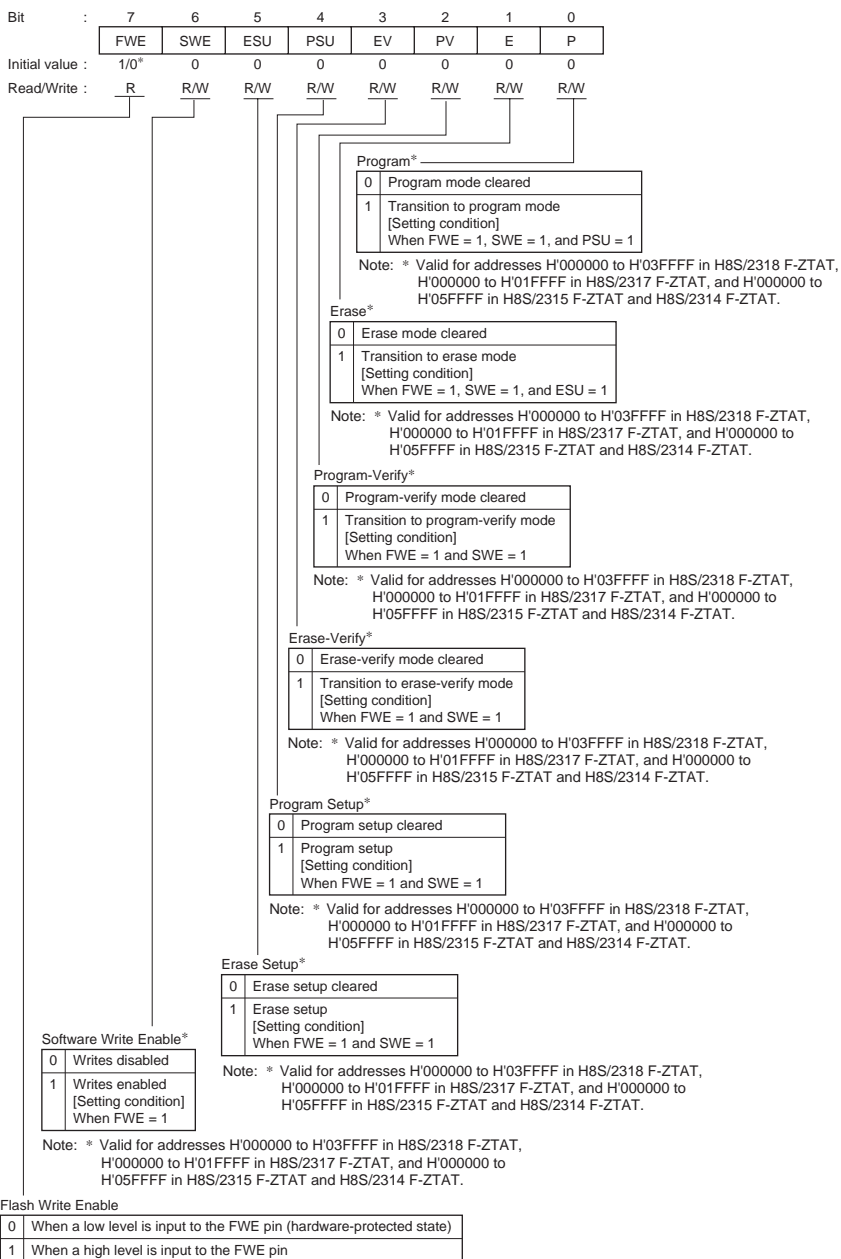 Bit : 7 6 5 4 3 2 1 0
FWE SWE ESU PSU EV PV E P
Initial value : 1/0* 0 0 0 0 0 0 0
Read/Write : R R/W R/W R/W R/W R/W R/W R/W
Program*
0 Program mode cleared
1 Transition to program mode
[Setting condition]
When FWE = 1, SWE = 1, and PSU = 1
Note: * Valid for addresses H'000000 to H'03FFFF in H8S/2318 F-ZTAT,
H'000000 to H'01FFFF in H8S/2317 F-ZTAT, and H'000000 to
H'05FFFF in H8S/2315 F-ZTAT and H8S/2314 F-ZTAT.
Erase*
0 Erase mode cleared
1 Transition to erase mode
[Setting condition]
When FWE = 1, SWE = 1, and ESU = 1
Note: * Valid for addresses H'000000 to H'03FFFF in H8S/2318 F-ZTAT,
H'000000 to H'01FFFF in H8S/2317 F-ZTAT, and H'000000 to
H'05FFFF in H8S/2315 F-ZTAT and H8S/2314 F-ZTAT.
Program-Verify*
0 Program-verify mode cleared
1 Transition to program-verify mode
[Setting condition]
When FWE = 1 and SWE = 1
Note: * Valid for addresses H'000000 to H'03FFFF in H8S/2318 F-ZTAT,
H'000000 to H'01FFFF in H8S/2317 F-ZTAT, and H'000000 to
H'05FFFF in H8S/2315 F-ZTAT and H8S/2314 F-ZTAT.
Erase-Verify*
0 Erase-verify mode cleared
1 Transition to erase-verify mode
[Setting condition]
When FWE = 1 and SWE = 1
Note: * Valid for addresses H'000000 to H'03FFFF in H8S/2318 F-ZTAT,
H'000000 to H'01FFFF in H8S/2317 F-ZTAT, and H'000000 to
H'05FFFF in H8S/2315 F-ZTAT and H8S/2314 F-ZTAT.
Program Setup*
0 Program setup cleared
1 Program setup
[Setting condition]
When FWE = 1 and SWE = 1
Note: * Valid for addresses H'000000 to H'03FFFF in H8S/2318 F-ZTAT,
H'000000 to H'01FFFF in H8S/2317 F-ZTAT, and H'000000 to
H'05FFFF in H8S/2315 F-ZTAT and H8S/2314 F-ZTAT.
Erase Setup*
0 Erase setup cleared
1 Erase setup
[Setting condition]
When FWE = 1 and SWE = 1
Note: * Valid for addresses H'000000 to H'03FFFF in H8S/2318 F-ZTAT,
H'000000 to H'01FFFF in H8S/2317 F-ZTAT, and H'000000 to
H'05FFFF in H8S/2315 F-ZTAT and H8S/2314 F-ZTAT.
Software Write Enable*
0 Writes disabled
1 Writes enabled
[Setting condition]
When FWE = 1
Note: * Valid for addresses H'000000 to H'03FFFF in H8S/2318 F-ZTAT,
H'000000 to H'01FFFF in H8S/2317 F-ZTAT, and H'000000 to
H'05FFFF in H8S/2315 F-ZTAT and H8S/2314 F-ZTAT.
Flash Write Enable
0 When a low level is input to the FWE pin (hardware-protected state)
1 When a high level is input to the FWE pin